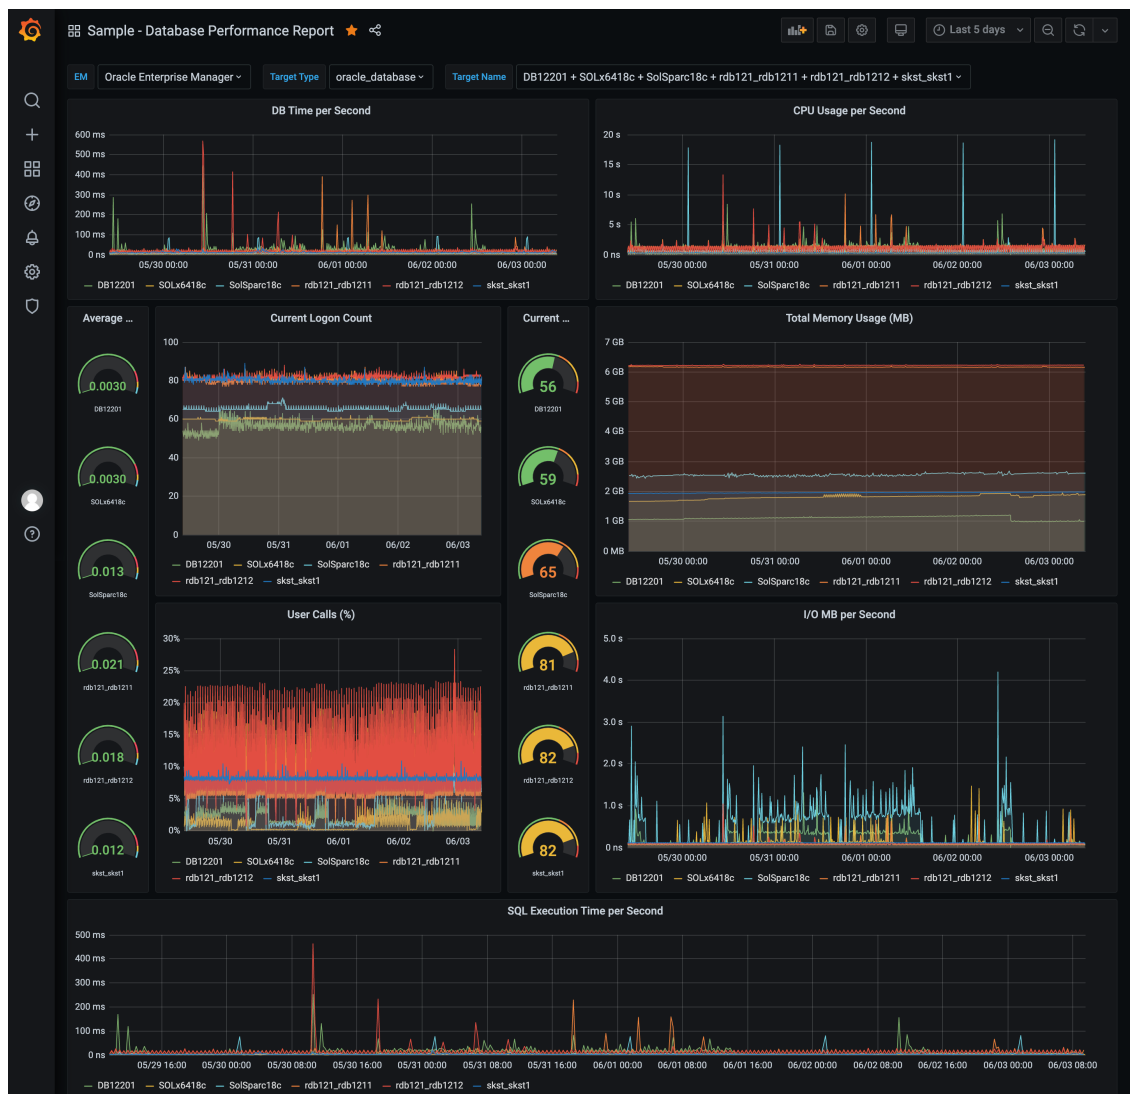 Sample - Database Performance Report
Last 5 days
EM Oracle Enterprise Manager Target Type oracle_database Target Name DB12201 + SOLx6418c + SolSparc18c + rdb121_rdb1211 + rdb121_rdb1212 + skst_skst1
DB Time per Second
600 ms
500 ms
400 ms
300 ms
200 ms
100 ms
0 ns
05/30 00:00 05/31 00:00 06/01 00:00 06/02 00:00 06/03 00:00
DB12201 SOLx6418c SolSparc18c rdb121_rdb1211 rdb121_rdb1212 skst_skst1
CPU Usage per Second
20 s
15 s
10 s
5 s
0 ns
05/30 00:00 05/31 00:00 06/01 00:00 06/02 00:00 06/03 00:00
DB12201 SOLx6418c SolSparc18c rdb121_rdb1211 rdb121_rdb1212 skst_skst1
Average ...
0.0030
DB12201
0.0030
SOLx6418c
0.013
SolSparc18c
0.021
rdb121_rdb1211
0.018
rdb121_rdb1212
0.012
skst_skst1
Current Logon Count
100
80
60
40
20
0
05/30 05/31 06/01 06/02 06/03
DB12201 SOLx6418c SolSparc18c rdb121_rdb1211
rdb121_rdb1212 skst_skst1
User Calls (%)
30%
25%
20%
15%
10%
5%
0%
05/30 05/31 06/01 06/02 06/03
DB12201 SOLx6418c SolSparc18c rdb121_rdb1211
rdb121_rdb1212 skst_skst1
Current ...
56
DB12201
59
SOLx6418c
65
SolSparc18c
81
rdb121_rdb1211
82
rdb121_rdb1212
82
skst_skst1
Total Memory Usage (MB)
7 GB
6 GB
5 GB
4 GB
3 GB
2 GB
1 GB
0 MB
05/30 00:00 05/31 00:00 06/01 00:00 06/02 00:00 06/03 00:00
DB12201 SOLx6418c SolSparc18c rdb121_rdb1211 rdb121_rdb1212 skst_skst1
I/O MB per Second
5.0 s
4.0 s
3.0 s
2.0 s
1.0 s
0 ns
05/30 00:00 05/31 00:00 06/01 00:00 06/02 00:00 06/03 00:00
DB12201 SOLx6418c SolSparc18c rdb121_rdb1211 rdb121_rdb1212 skst_skst1
SQL Execution Time per Second
500 ms
400 ms
300 ms
200 ms
100 ms
0 ns
05/29 16:00 05/30 00:00 05/30 08:00 05/30 16:00 05/31 00:00 05/31 08:00 05/31 16:00 06/01 00:00 06/01 08:00 06/01 16:00 06/02 00:00 06/02 08:00 06/02 16:00 06/03 00:00 06/03 08:00
DB12201 SOLx6418c SolSparc18c rdb121_rdb1211 rdb121_rdb1212 skst_skst1